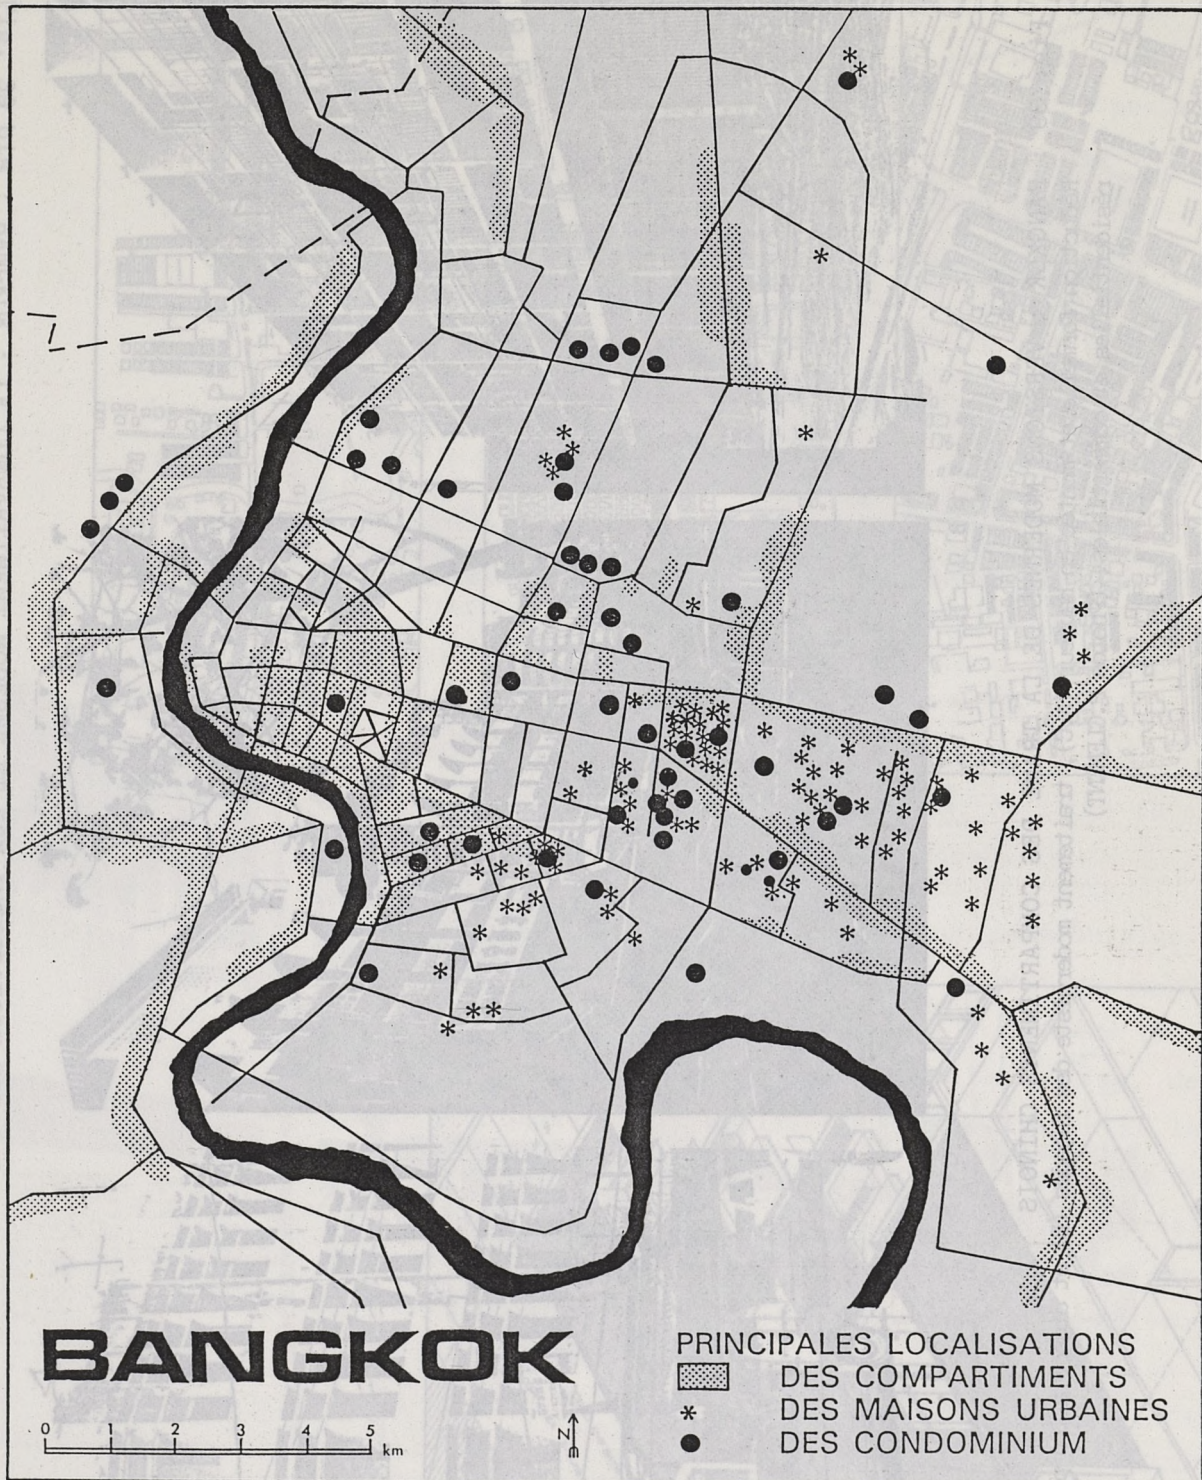 BANGKOK
0 1 2 3 4 5 km
N
PRINCIPALES LOCALISATIONS
DES COMPARTIMENTS
* DES MAISONS URBAINES
● DES CONDOMINIUM